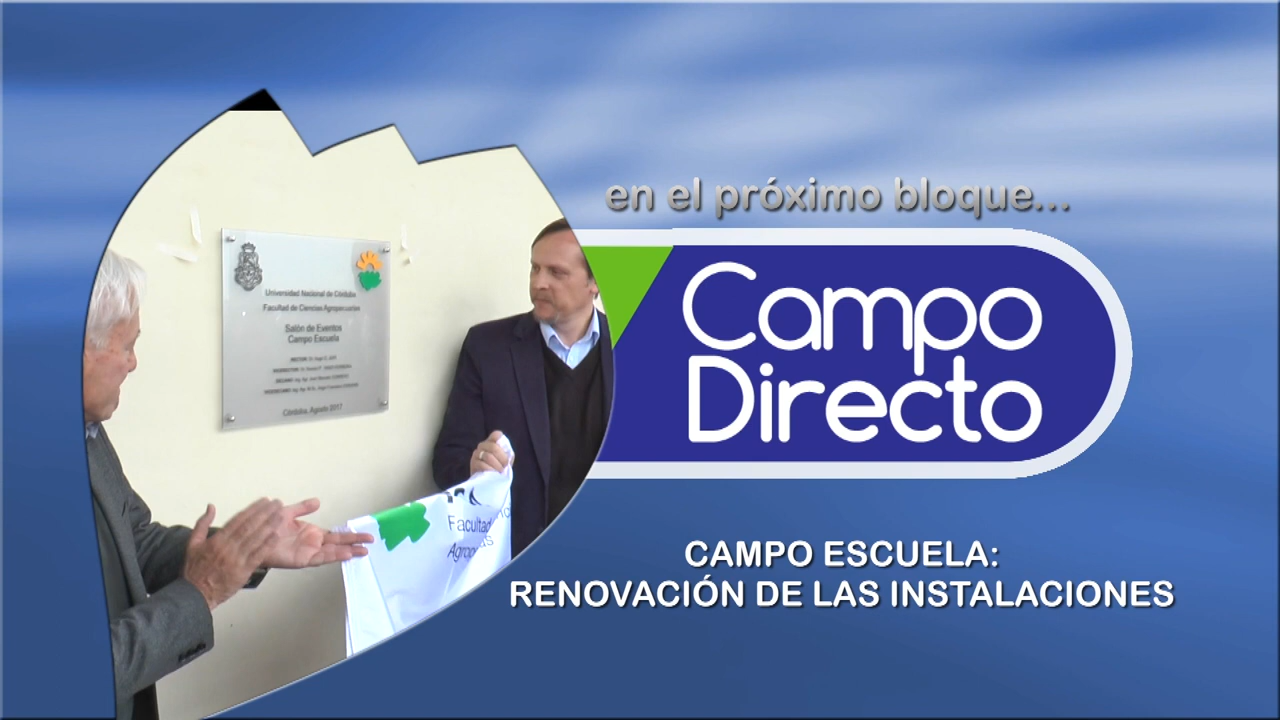 en el próximo bloque...
Campo
Directo
CAMPO ESCUELA:
RENOVACIÓN DE LAS INSTALACIONES
Universidad Nacional de Córdoba
Facultad de Ciencias Agropecuarias
Salón de Eventos
Campo Escuela
Córdoba, Agosto 2017
Facultad